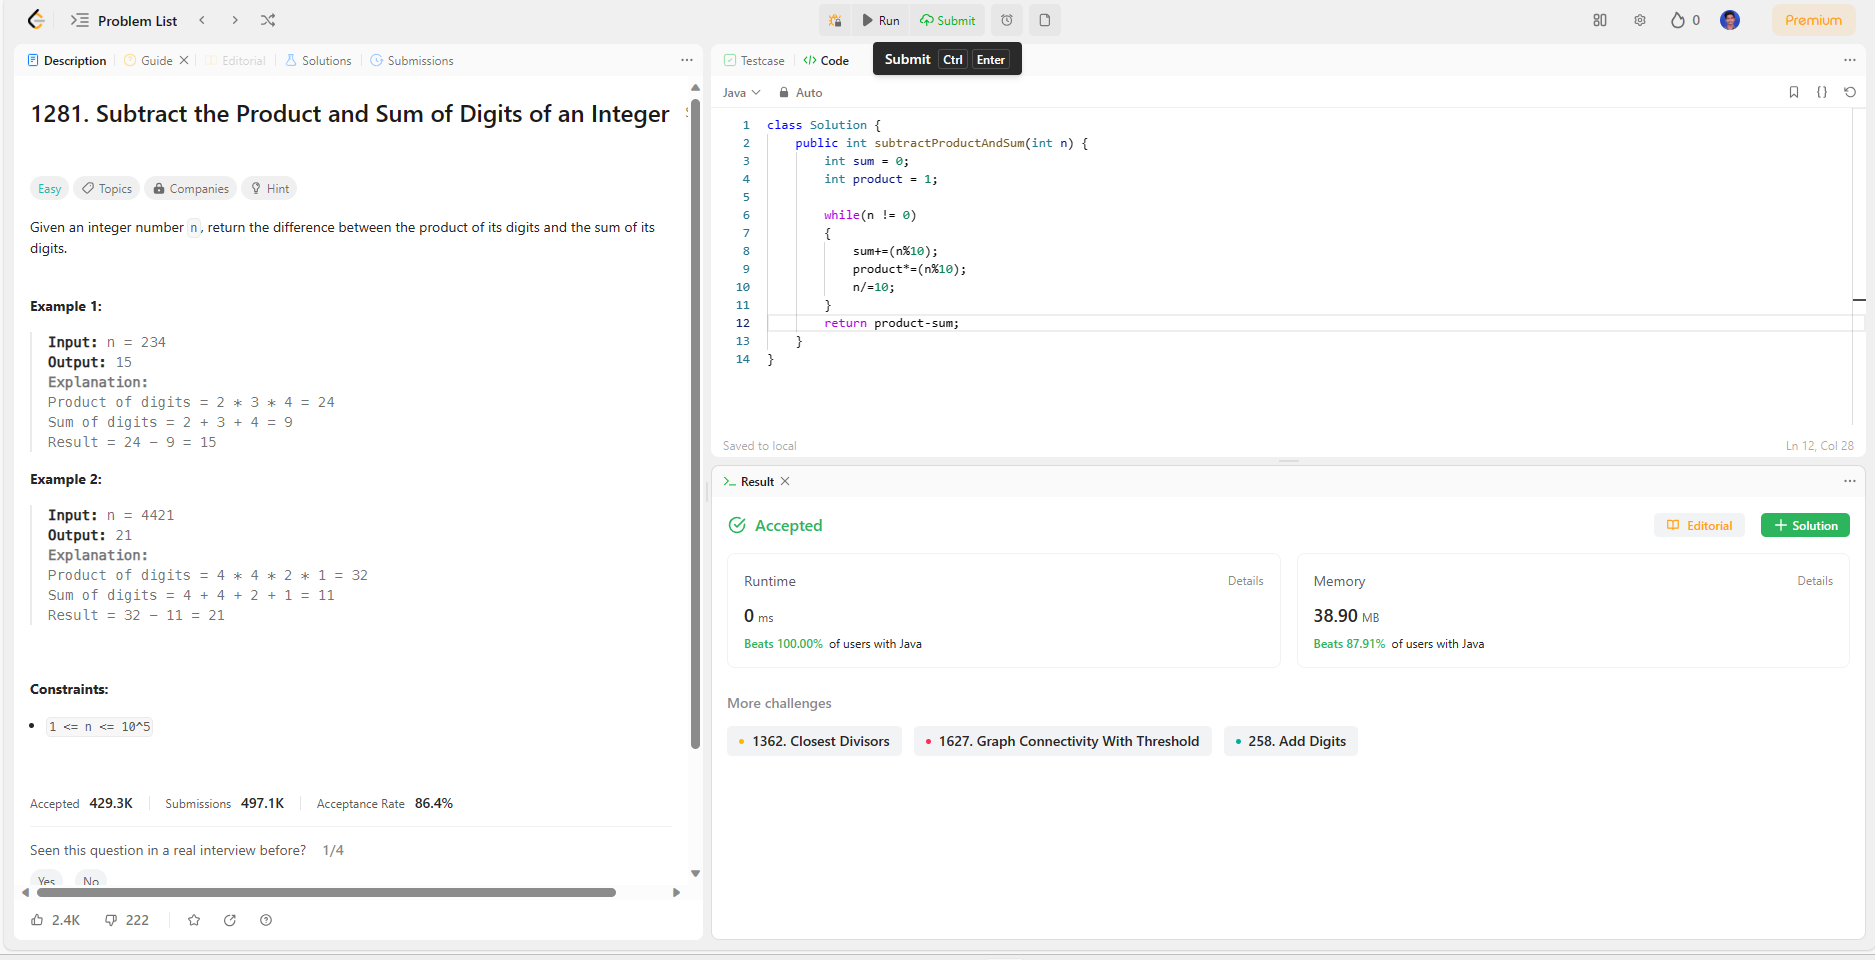 Problem List
Run
Submit
0
Premium
Description
Guide
Editorial
Solutions
Submissions
1281. Subtract the Product and Sum of Digits of an Integer
Easy
Topics
Companies
Hint
Given an integer number n, return the difference between the product of its digits and the sum of its
digits.
Example 1:
Input: n = 234
Output: 15
Explanation:
Product of digits = 2 * 3 * 4 = 24
Sum of digits = 2 + 3 + 4 = 9
Result = 24 − 9 = 15
Example 2:
Input: n = 4421
Output: 21
Explanation:
Product of digits = 4 * 4 * 2 * 1 = 32
Sum of digits = 4 + 4 + 2 + 1 = 11
Result = 32 − 11 = 21
Constraints:
1 <= n <= 10^5
Accepted 429.3K
Submissions 497.1K
Acceptance Rate 86.4%
Seen this question in a real interview before? 1/4
Yes
No
2.4K
222
Testcase
Code
Submit Ctrl Enter
Java
Auto
1 class Solution {
2 public int subtractProductAndSum(int n) {
3 int sum = 0;
4 int product = 1;
5
6 while(n != 0)
7 {
8 sum+=(n%10);
9 product*=(n%10);
10 n/=10;
11 }
12 return product-sum;
13 }
14 }
Saved to local
Ln 12, Col 28
Result
Accepted
Editorial
Solution
Runtime
Details
0 ms
Beats 100.00% of users with Java
Memory
Details
38.90 MB
Beats 87.91% of users with Java
More challenges
1362. Closest Divisors
1627. Graph Connectivity With Threshold
258. Add Digits